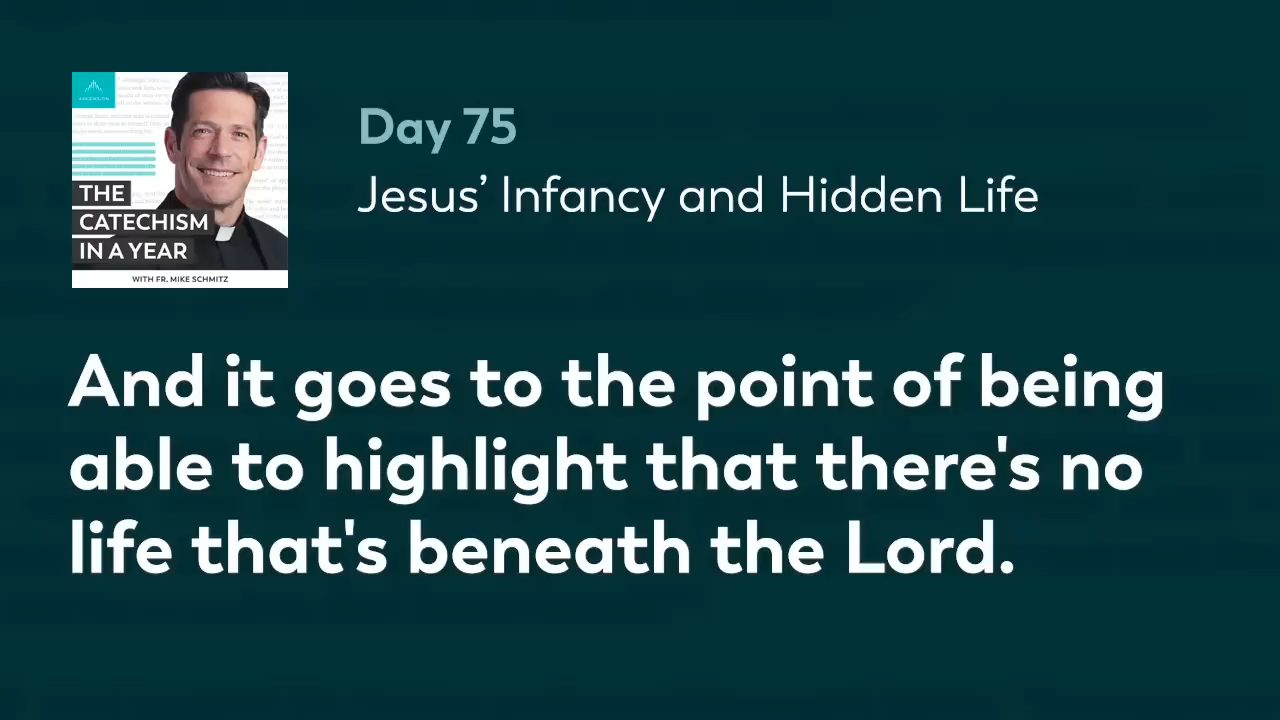 ASCENSION
THE
CATECHISM
IN A YEAR
WITH FR. MIKE SCHMITZ
Day 75
Jesus’ Infancy and Hidden Life
And it goes to the point of being
able to highlight that there's no
life that's beneath the Lord.